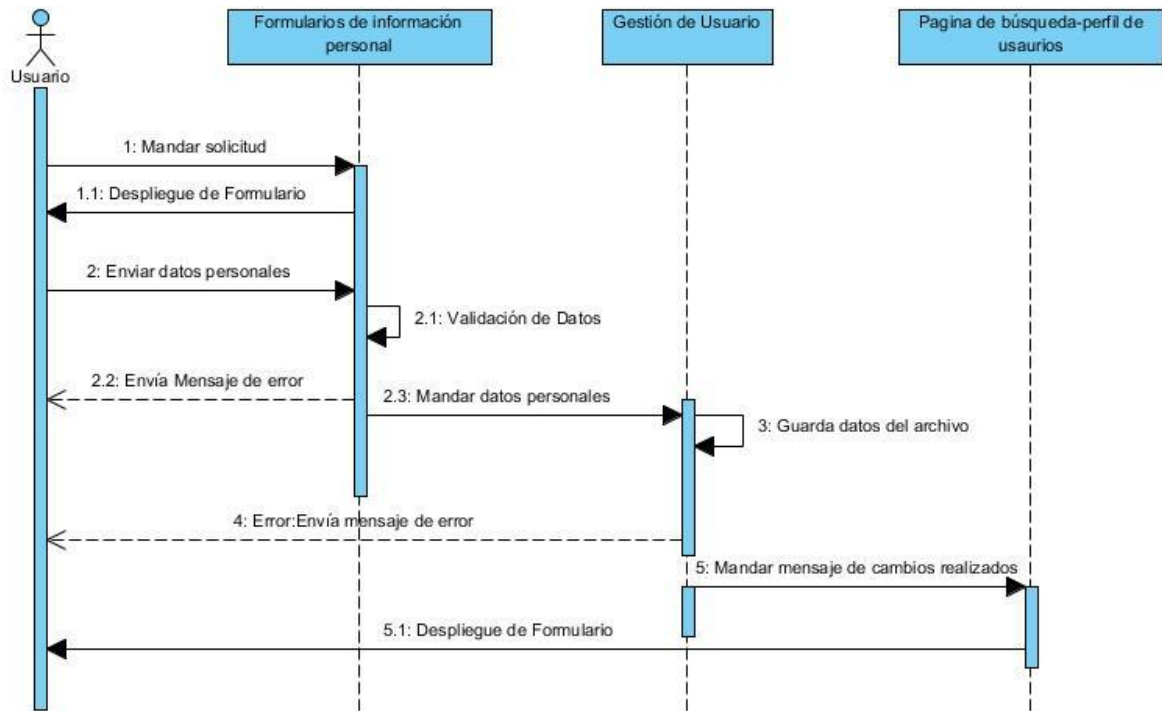 Formularios de información
personal
Gestión de Usuario
Pagina de búsqueda-perfil de
usaurios
Usuario
1: Mandar solicitud
1.1: Despliegue de Formulario
2: Enviar datos personales
2.1: Validación de Datos
2.2: Envía Mensaje de error
2.3: Mandar datos personales
3: Guarda datos del archivo
4: Error:Envía mensaje de error
5: Mandar mensaje de cambios realizados
5.1: Despliegue de Formulario